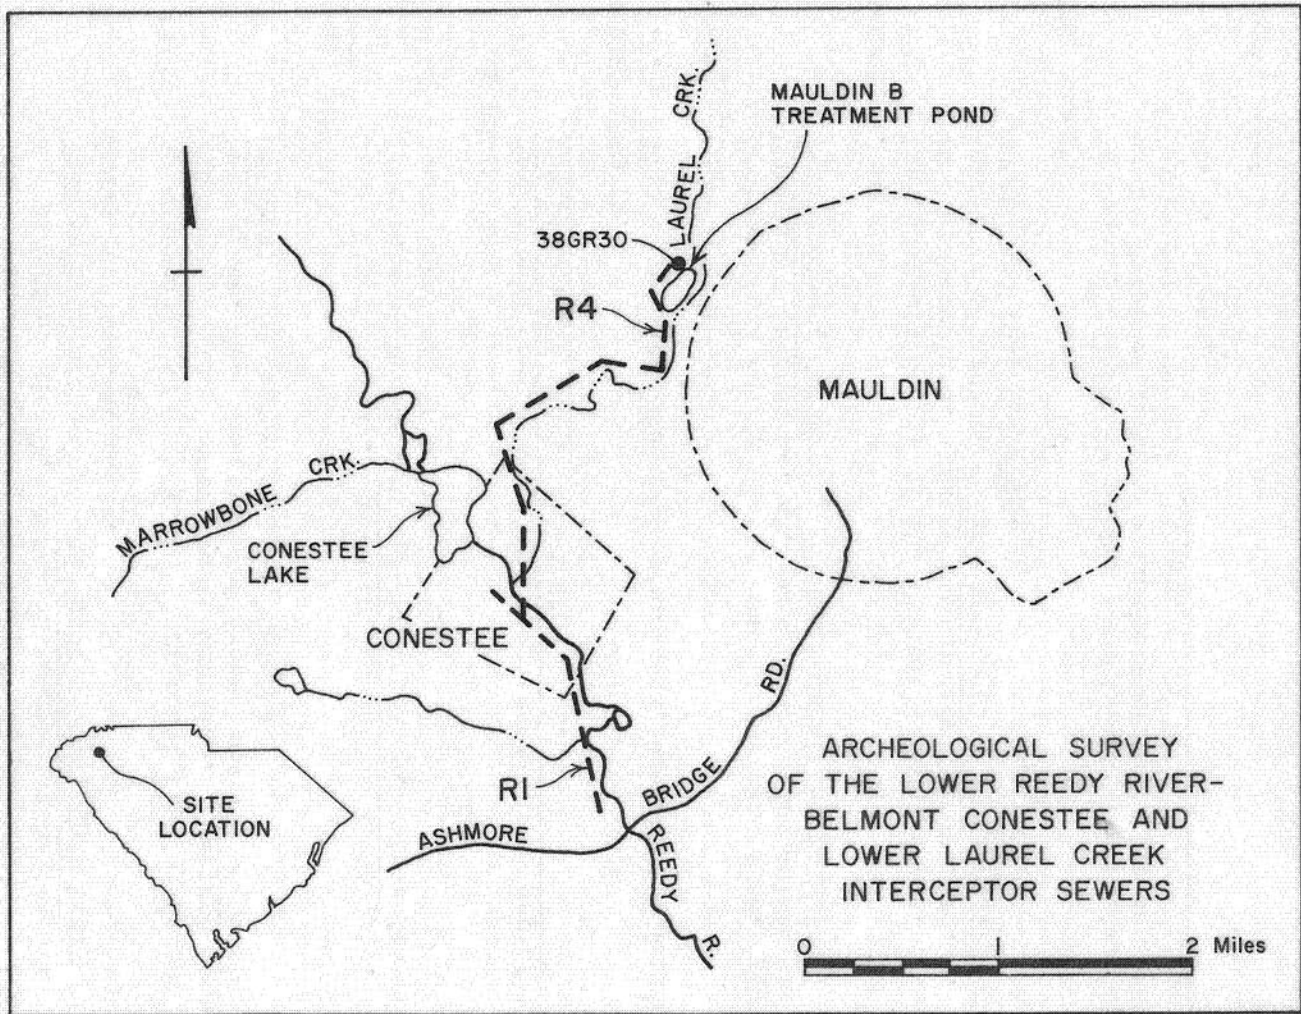 LAUREL CRK.
MAULDIN B
TREATMENT POND
38GR30
R4
MAULDIN
MARROWBONE CRK.
CONESTEE
LAKE
CONESTEE
SITE
LOCATION
R1
ASHMORE BRIDGE RD.
REEDY R.
ARCHEOLOGICAL SURVEY
OF THE LOWER REEDY RIVER-
BELMONT CONESTEE AND
LOWER LAUREL CREEK
INTERCEPTOR SEWERS
0 1 2 Miles